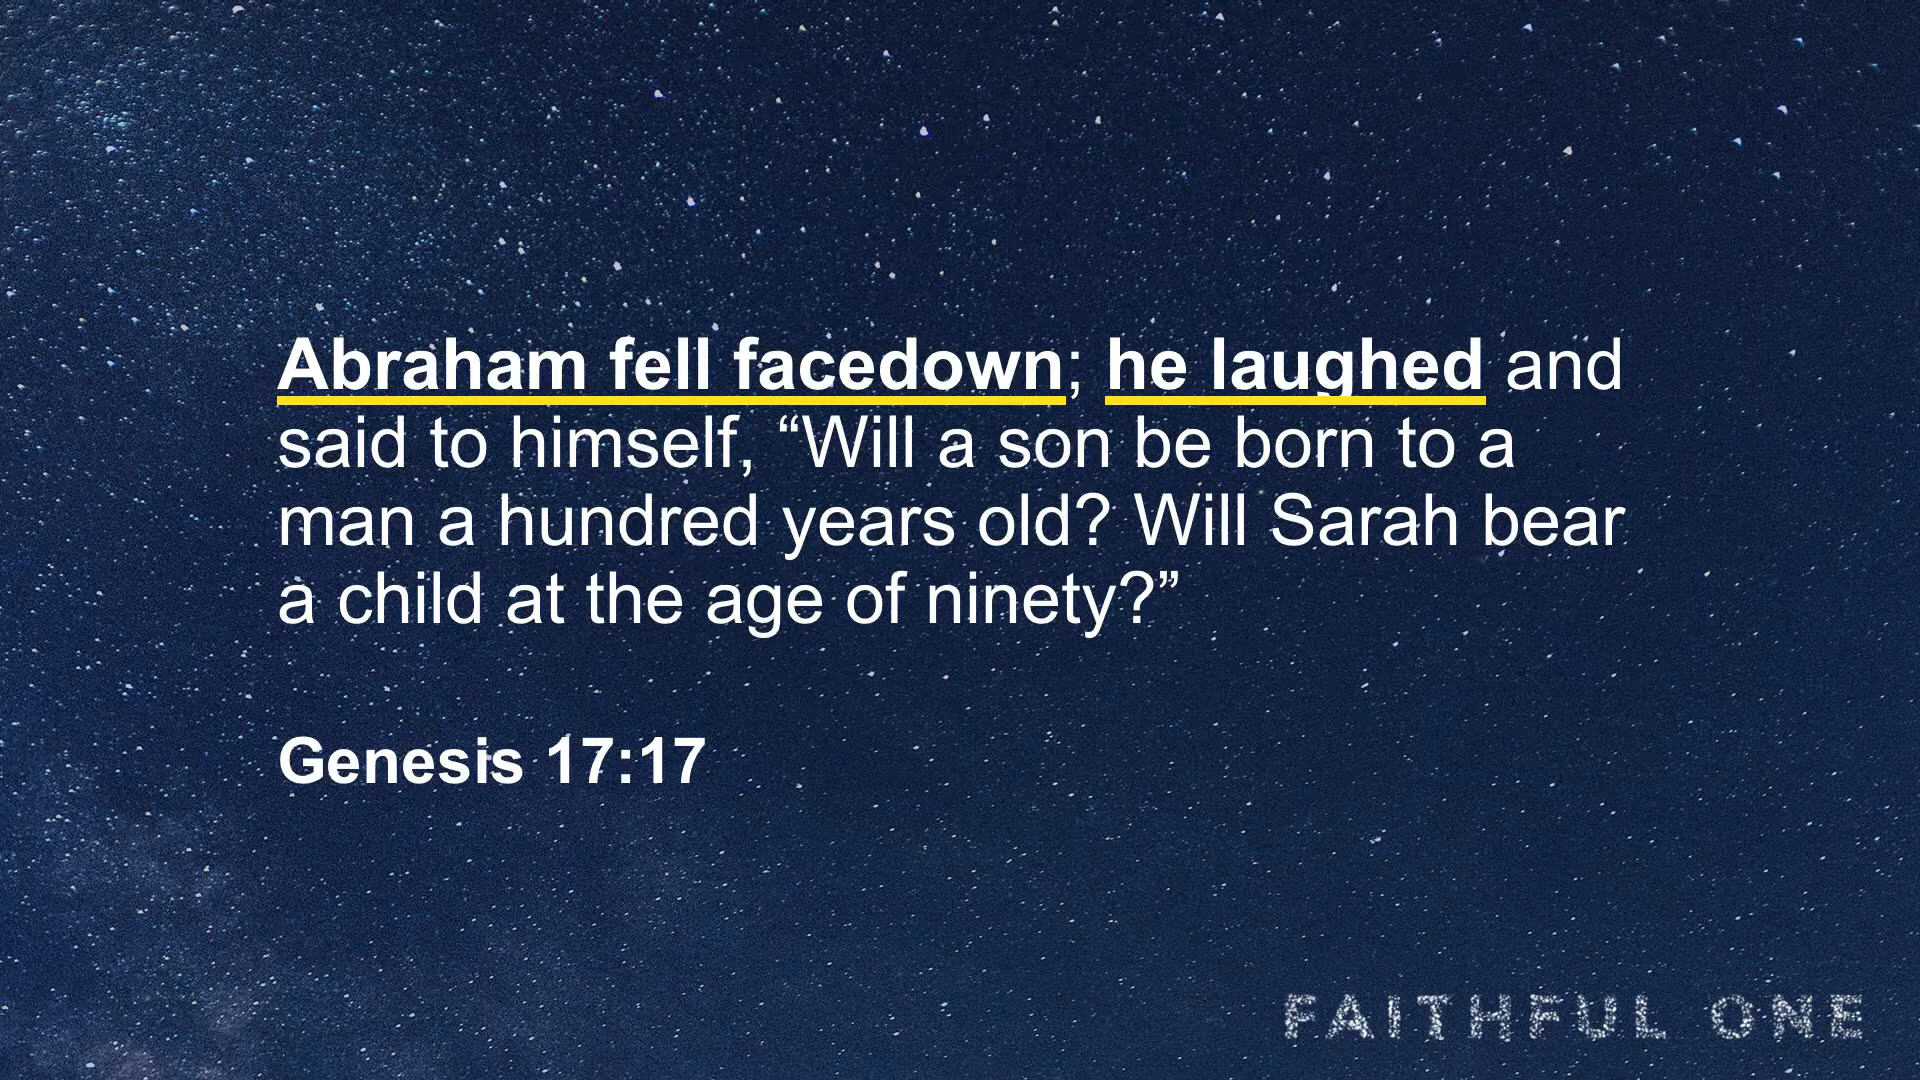 Abraham fell facedown; he laughed and
said to himself, “Will a son be born to a
man a hundred years old? Will Sarah bear
a child at the age of ninety?”
Genesis 17:17
FAITHFUL ONE